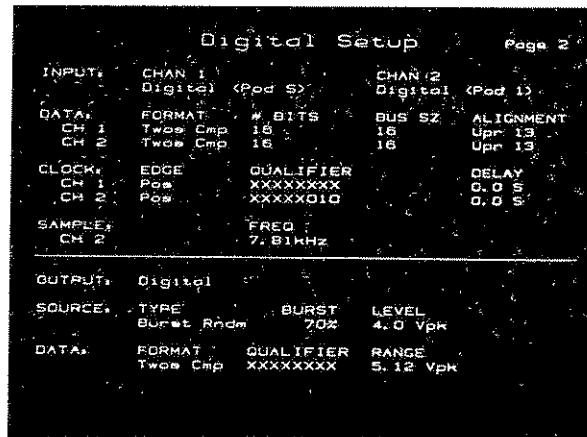 Digital Setup Page 2
INPUT: CHAN 1 CHAN 2
Digital (Pod S) Digital (Pod 1)
DATA: FORMAT # BITS BUS SZ ALIGNMENT
CH 1 Twos Cmp 16 16 Upr 13
CH 2 Twos Cmp 16 16 Upr 13
CLOCK: EDGE QUALIFIER DELAY
CH 1 Pos XXXXXXXX 0.0 S
CH 2 Pos XXXXX010 0.0 S
SAMPLE: FREQ
CH 2 7.81kHz
OUTPUT: Digital
SOURCE: TYPE BURST LEVEL
Burst Rndm 70% 4.0 Vpk
DATA: FORMAT QUALIFIER RANGE
Twos Cmp XXXXXXXX 5.12 Vpk